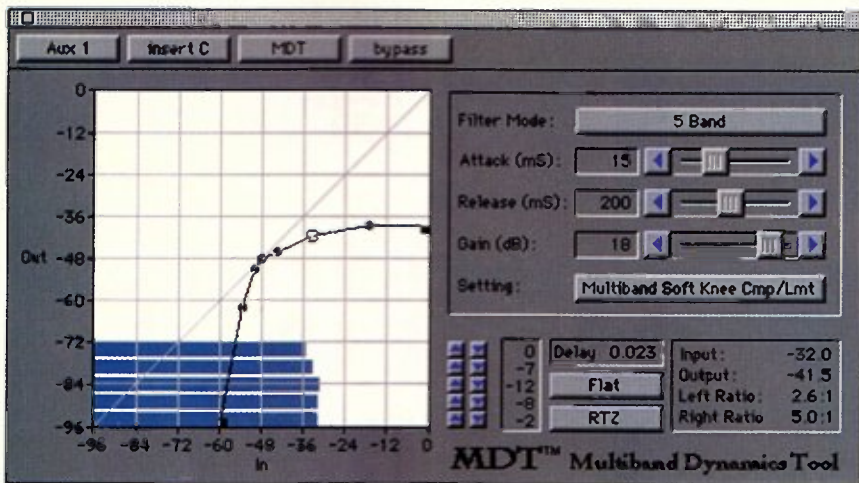 Aux 1 insert C MDT bypass
0
-12
-24
-36
Out -48
-60
-72
-84
-96
-96 -84 -72 -60 -48 -36 -24 -12 0
In
Filter Mode: 5 Band
Attack (mS): 15
Release (mS): 200
Gain (dB): 18
Setting: Multiband Soft Knee Cmp/Lmt
0
-7
-12
-8
-2
Delay 0.023
Flat
RTZ
Input: -32.0
Output: -41.5
Left Ratio: 2.6:1
Right Ratio 5.0:1
MDT™ Multiband Dynamics Tool